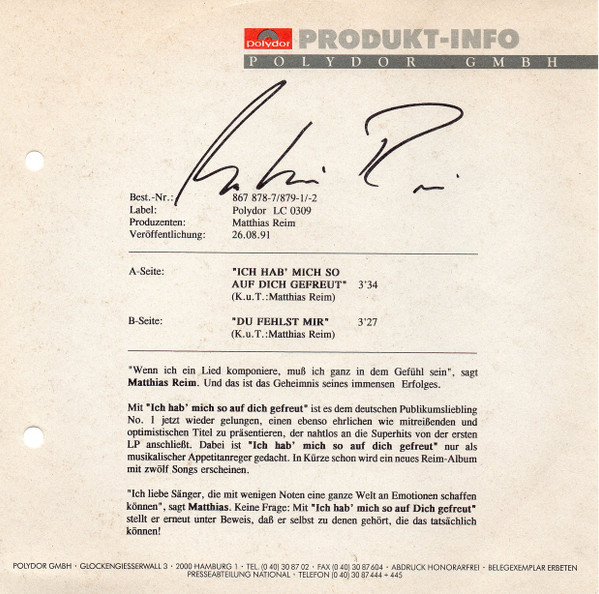 Polydor PRODUKT-INFO
POLYDOR GMBH
Matthias Reim
Best.-Nr.: 867 878-7/879-1/-2
Label: Polydor LC 0309
Produzenten: Matthias Reim
Veröffentlichung: 26.08.91
A-Seite: "ICH HAB' MICH SO
AUF DICH GEFREUT" 3'34
(K.u.T.:Matthias Reim)
B-Seite: "DU FEHLST MIR" 3'27
(K.u.T.:Matthias Reim)
"Wenn ich ein Lied komponiere, muß ich ganz in dem Gefühl sein", sagt
Matthias Reim. Und das ist das Geheimnis seines immensen Erfolges.
Mit "Ich hab' mich so auf dich gefreut" ist es dem deutschen Publikumsliebling
No. 1 jetzt wieder gelungen, einen ebenso ehrlichen wie mitreißenden und
optimistischen Titel zu präsentieren, der nahtlos an die Superhits von der ersten
LP anschließt. Dabei ist "Ich hab' mich so auf dich gefreut" nur als
musikalischer Appetitanreger gedacht. In Kürze schon wird ein neues Reim-Album
mit zwölf Songs erscheinen.
"Ich liebe Sänger, die mit wenigen Noten eine ganze Welt an Emotionen schaffen
können", sagt Matthias. Keine Frage: Mit "Ich hab' mich so auf Dich gefreut"
stellt er erneut unter Beweis, daß er selbst zu denen gehört, die das tatsächlich
können!
POLYDOR GMBH · GLOCKENGIESSERWALL 3 · 2000 HAMBURG 1 · TEL. (0 40) 30 87 02 · FAX (0 40) 30 87 604 · ABDRUCK HONORARFREI · BELEGEXEMPLAR ERBETEN
PRESSEABTEILUNG NATIONAL · TELEFON (0 40) 30 87 444 + 445